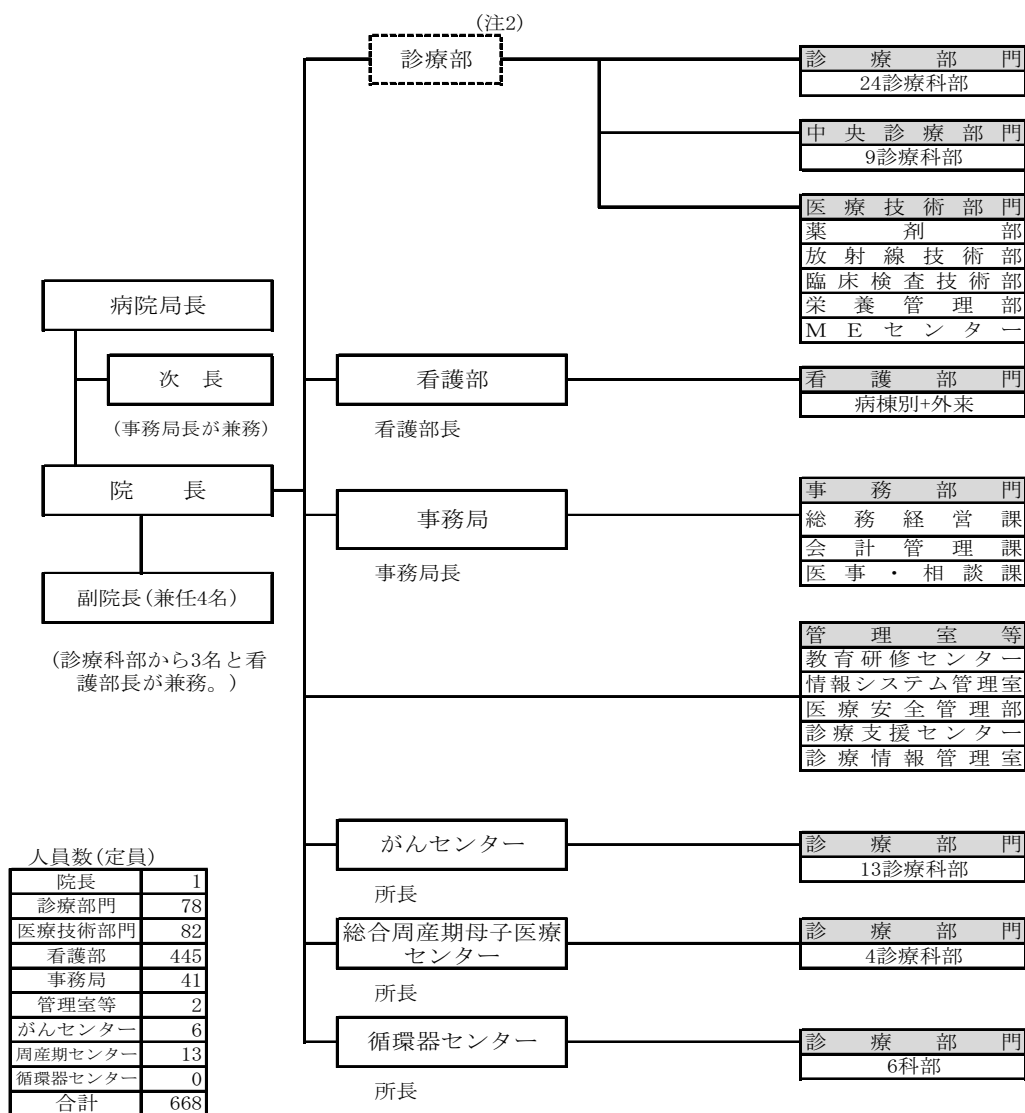 (注2)
診療部
診療部門
24診療科部
中央診療部門
9診療科部
医療技術部門
薬剤部
放射線技術部
臨床検査技術部
栄養管理部
MEセンター
病院局長
次　長
(事務局長が兼務)
看護部
看護部長
看護部門
病棟別+外来
院　　長
事務局
事務局長
事務部門
総務経営課
会計管理課
医事・相談課
副院長(兼任4名)
(診療科部から3名と看
護部長が兼務。)
管理室等
教育研修センター
情報システム管理室
医療安全管理部
診療支援センター
診療情報管理室
がんセンター
所長
診療部門
13診療科部
総合周産期母子医療
センター
所長
診療部門
4診療科部
循環器センター
所長
診療部門
6科部
人員数(定員)
院長 1
診療部門 78
医療技術部門 82
看護部 445
事務局 41
管理室等 2
がんセンター 6
周産期センター 13
循環器センター 0
合計 668